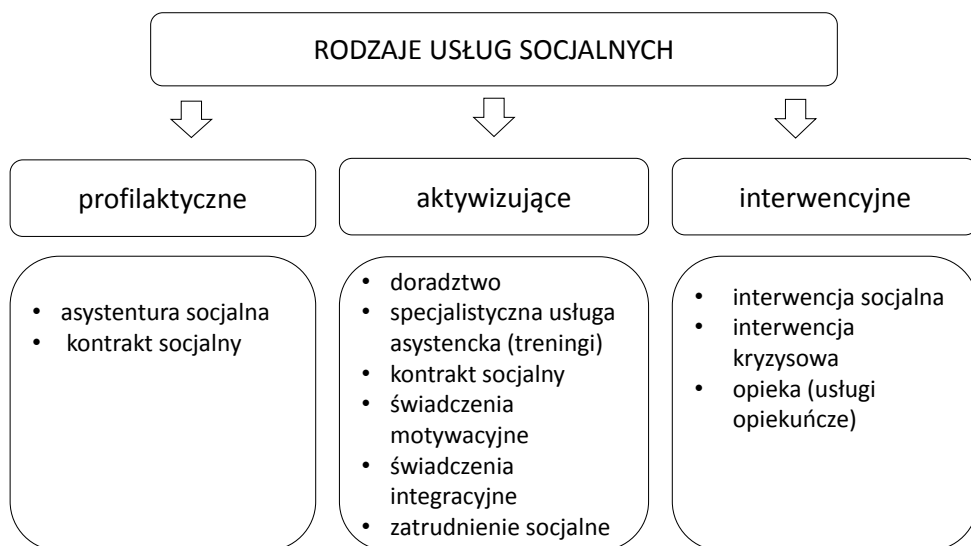 RODZAJE USŁUG SOCJALNYCH
profilaktyczne
aktywizujące
interwencyjne
• asystentura socjalna
• kontrakt socjalny
• doradztwo
• specjalistyczna usługa
asystencka (treningi)
• kontrakt socjalny
• świadczenia
motywacyjne
• świadczenia
integracyjne
• zatrudnienie socjalne
• interwencja socjalna
• interwencja
kryzysowa
• opieka (usługi
opiekuńcze)